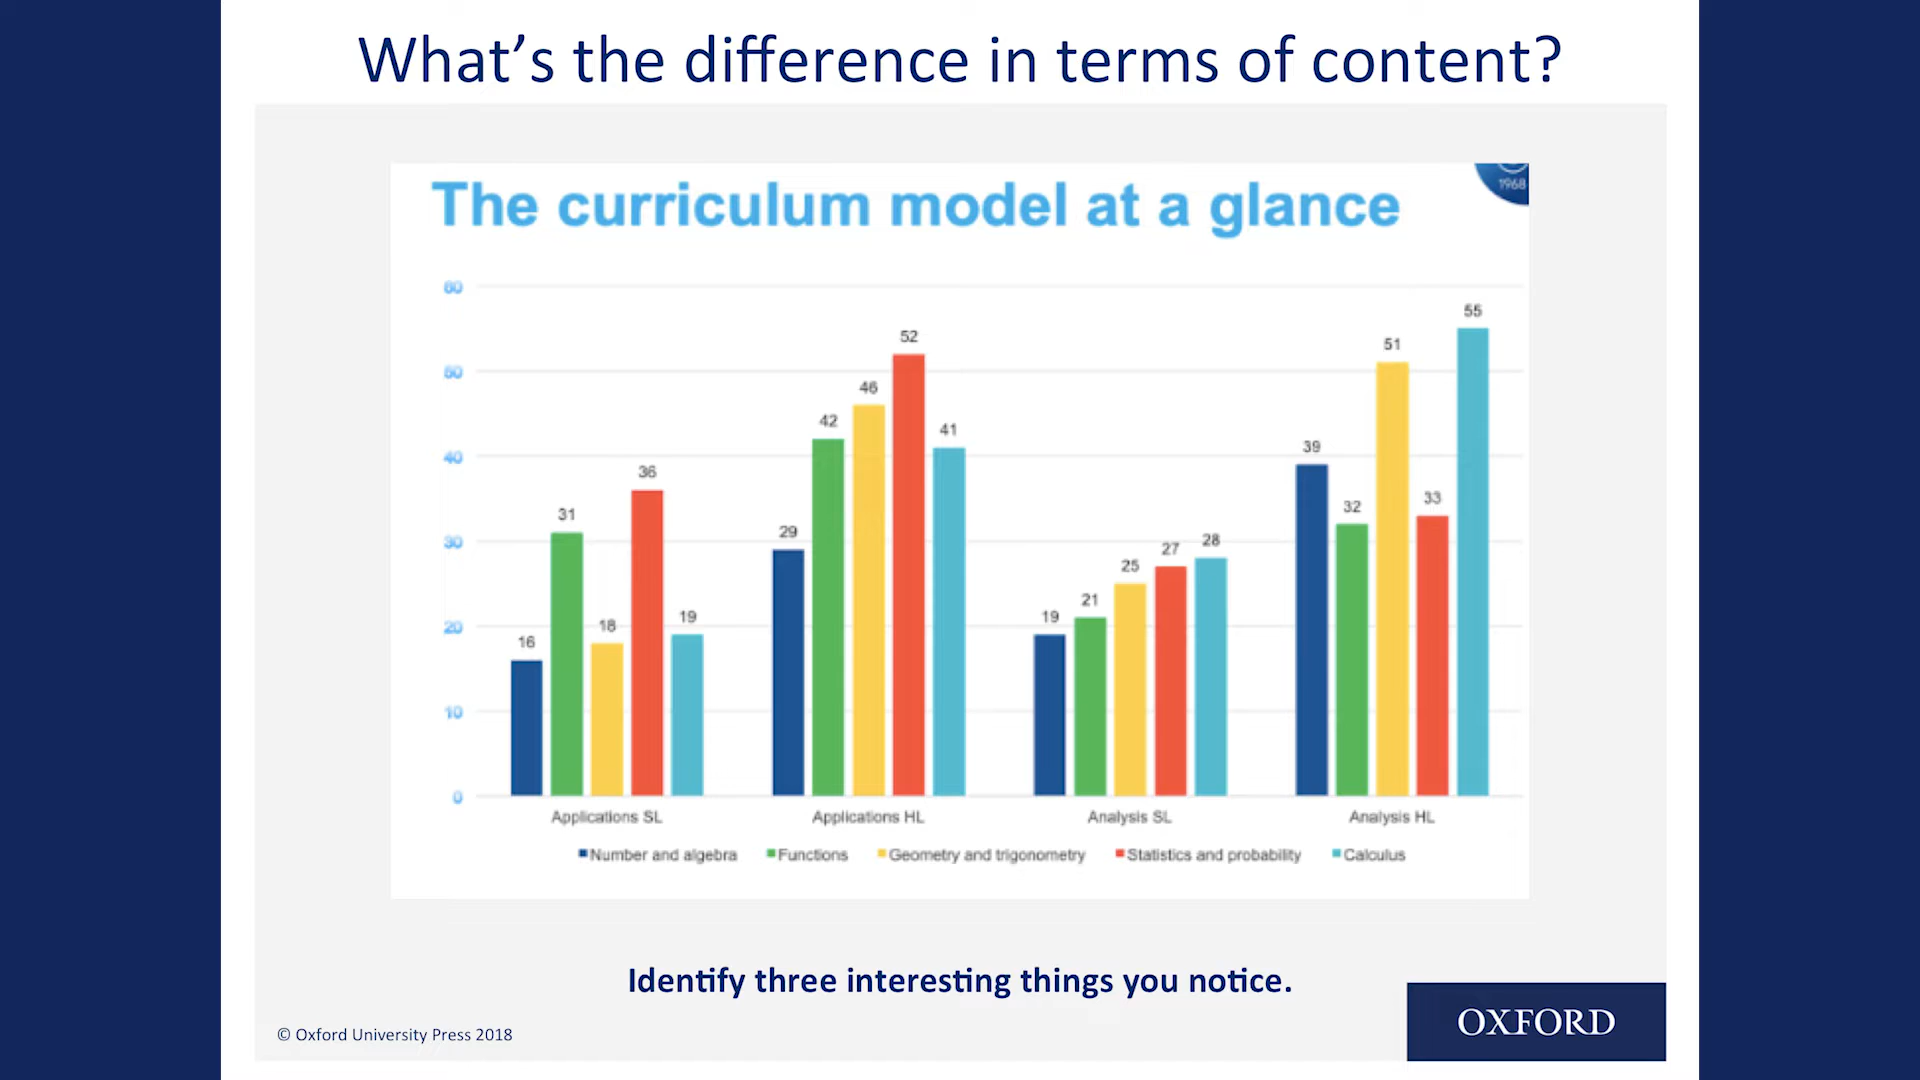 What's the difference in terms of content?
The curriculum model at a glance
1968
60
50
40
30
20
10
0
16
31
18
36
19
29
42
46
52
41
19
21
25
27
28
39
32
51
33
55
Applications SL
Applications HL
Analysis SL
Analysis HL
Number and algebra
Functions
Geometry and trigonometry
Statistics and probability
Calculus
Identify three interesting things you notice.
© Oxford University Press 2018
OXFORD